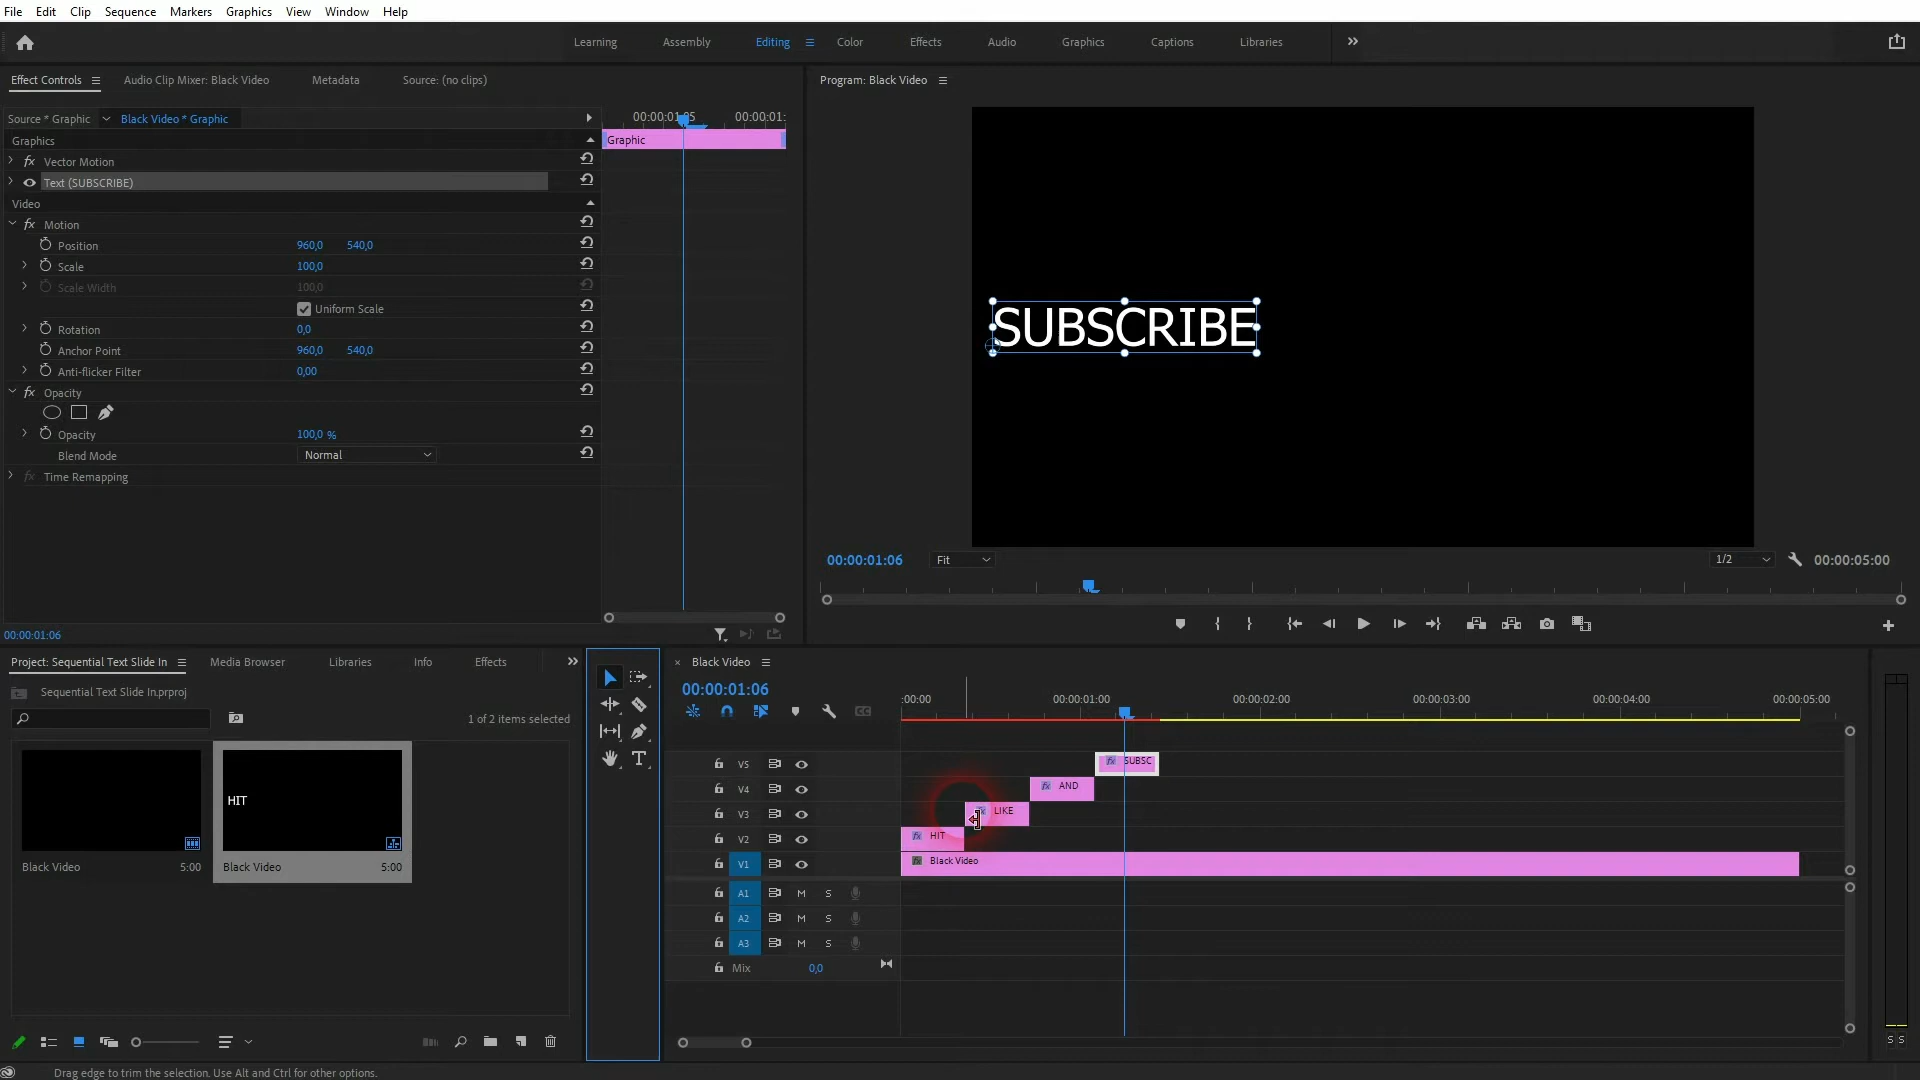 File Edit Clip Sequence Markers Graphics View Window Help
Learning Assembly Editing Color Effects Audio Graphics Captions Libraries
Effect Controls Audio Clip Mixer: Black Video Metadata Source: (no clips)
Program: Black Video
Source * Graphic Black Video * Graphic
00:00:01:05 00:00:01:
Graphics
Graphic
fx Vector Motion
Text (SUBSCRIBE)
Video
fx Motion
Position 960,0 540,0
Scale 100,0
Scale Width 100,0
Uniform Scale
Rotation 0,0
Anchor Point 960,0 540,0
Anti-flicker Filter 0,00
fx Opacity
Opacity 100,0 %
Blend Mode Normal
fx Time Remapping
SUBSCRIBE
00:00:01:06 Fit 1/2 00:00:05:00
00:00:01:06
Project: Sequential Text Slide In Media Browser Libraries Info Effects
Sequential Text Slide In.prproj
1 of 2 items selected
HIT
Black Video 5:00
Black Video 5:00
Black Video
00:00:01:06
:00:00 00:00:01:00 00:00:02:00 00:00:03:00 00:00:04:00 00:00:05:00
V5 fx SUBSC
V4 fx AND
V3 fx LIKE
V2 fx HIT
V1 fx Black Video
A1 M S
A2 M S
A3 M S
Mix 0,0
S S
Drag edge to trim the selection. Use Alt and Ctrl for other options.